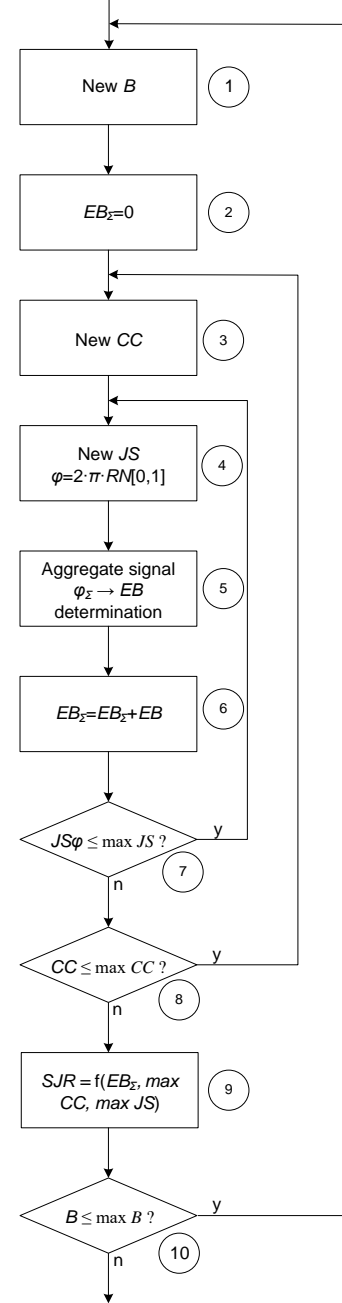 New B
1
EBΣ=0
2
New CC
3
New JS
φ=2·π·RN[0,1]
4
Aggregate signal
φΣ → EB
determination
5
EBΣ=EBΣ+EB
6
JSφ ≤ max JS ?
y
7
n
CC ≤ max CC ?
y
8
n
SJR = f(EBΣ, max
CC, max JS)
9
B ≤ max B ?
y
10
n